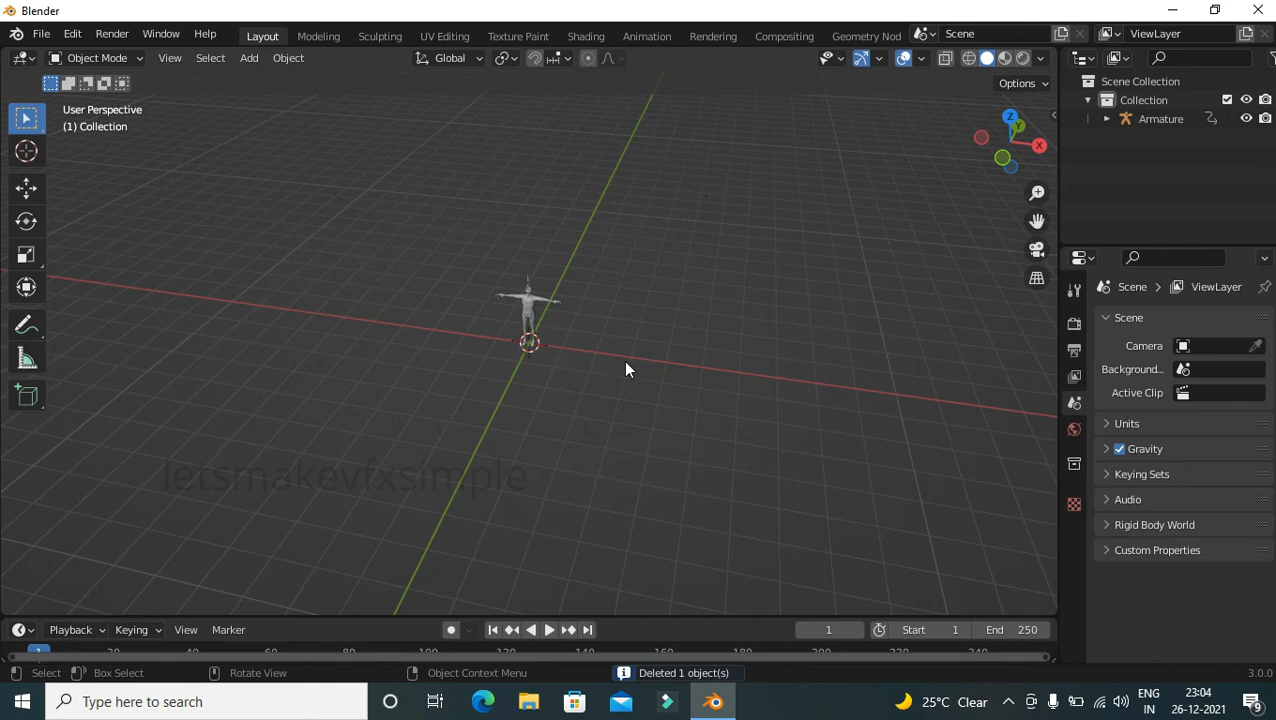 Blender
File Edit Render Window Help Layout Modeling Sculpting UV Editing Texture Paint Shading Animation Rendering Compositing Geometry Nod Scene ViewLayer
Object Mode View Select Add Object Global
Options
User Perspective
(1) Collection
Z
Y
X
Scene Collection
Collection
Armature
Scene > ViewLayer
Scene
Camera
Background...
Active Clip
Units
Gravity
Keying Sets
Audio
Rigid Body World
Custom Properties
letsmakevfxsimple
Playback Keying View Marker 1 Start 1 End 250
1
Select Box Select Rotate View Object Context Menu Deleted 1 object(s) 3.0.0
Type here to search
25°C Clear
ENG
IN
23:04
26-12-2021
9